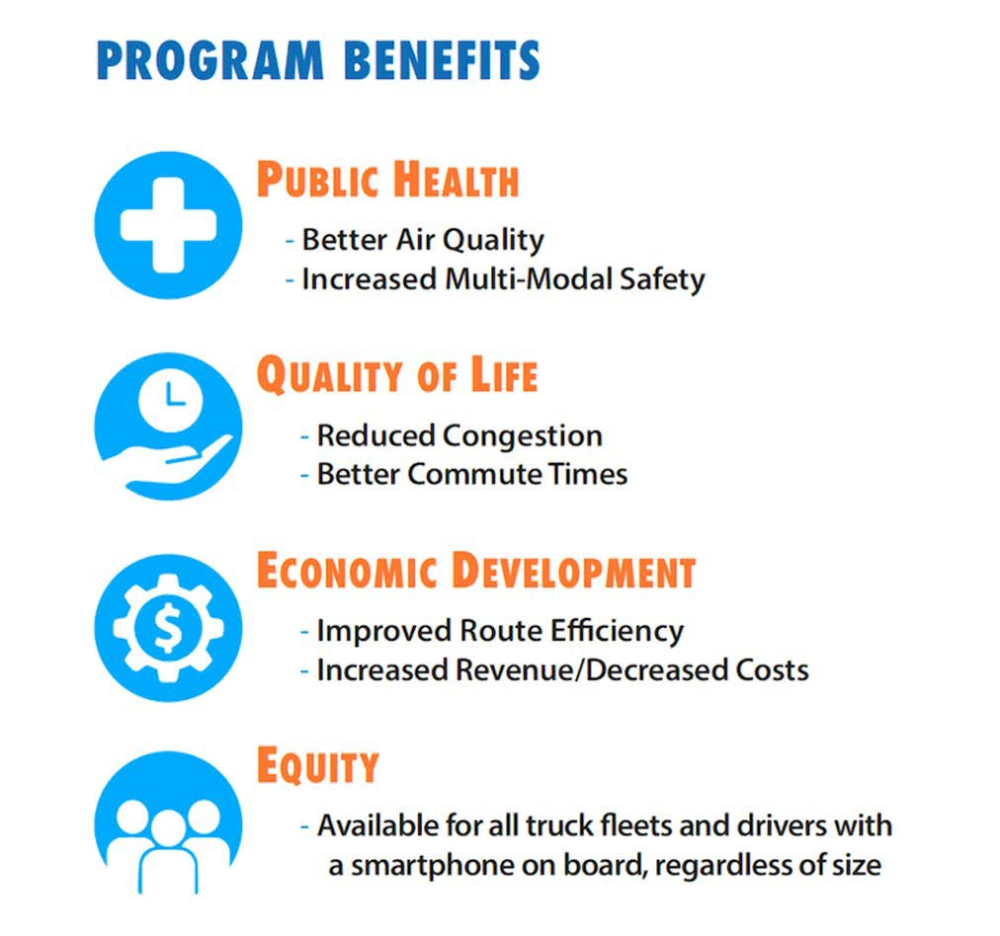 PROGRAM BENEFITS
PUBLIC HEALTH
- Better Air Quality
- Increased Multi-Modal Safety
QUALITY OF LIFE
- Reduced Congestion
- Better Commute Times
ECONOMIC DEVELOPMENT
$
- Improved Route Efficiency
- Increased Revenue/Decreased Costs
EQUITY
- Available for all truck fleets and drivers with
a smartphone on board, regardless of size